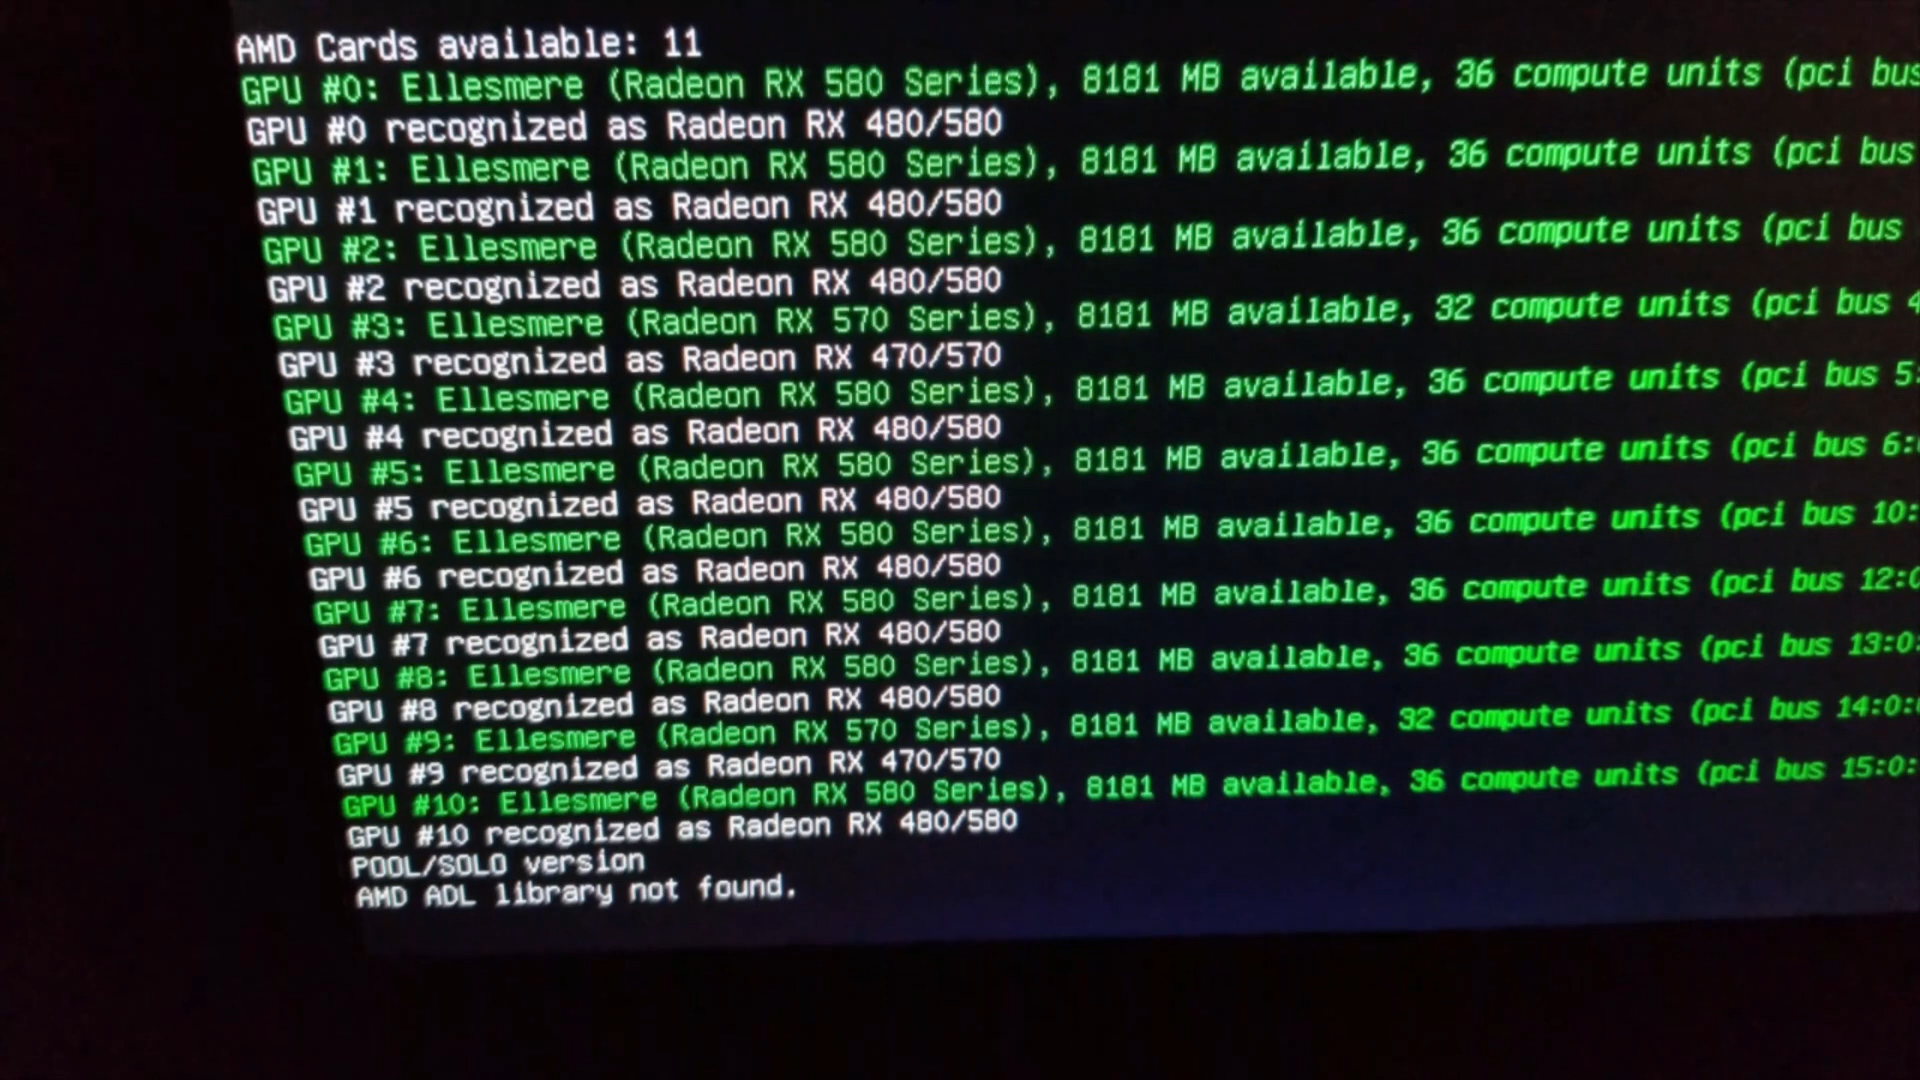 AMD Cards available: 11
GPU #0: Ellesmere (Radeon RX 580 Series), 8181 MB available, 36 compute units (pci bus
GPU #0 recognized as Radeon RX 480/580
GPU #1: Ellesmere (Radeon RX 580 Series), 8181 MB available, 36 compute units (pci bus
GPU #1 recognized as Radeon RX 480/580
GPU #2: Ellesmere (Radeon RX 580 Series), 8181 MB available, 36 compute units (pci bus
GPU #2 recognized as Radeon RX 480/580
GPU #3: Ellesmere (Radeon RX 570 Series), 8181 MB available, 32 compute units (pci bus 4
GPU #3 recognized as Radeon RX 470/570
GPU #4: Ellesmere (Radeon RX 580 Series), 8181 MB available, 36 compute units (pci bus 5:
GPU #4 recognized as Radeon RX 480/580
GPU #5: Ellesmere (Radeon RX 580 Series), 8181 MB available, 36 compute units (pci bus 6:
GPU #5 recognized as Radeon RX 480/580
GPU #6: Ellesmere (Radeon RX 580 Series), 8181 MB available, 36 compute units (pci bus 10:
GPU #6 recognized as Radeon RX 480/580
GPU #7: Ellesmere (Radeon RX 580 Series), 8181 MB available, 36 compute units (pci bus 12:0
GPU #7 recognized as Radeon RX 480/580
GPU #8: Ellesmere (Radeon RX 580 Series), 8181 MB available, 36 compute units (pci bus 13:0:
GPU #8 recognized as Radeon RX 480/580
GPU #9: Ellesmere (Radeon RX 570 Series), 8181 MB available, 32 compute units (pci bus 14:0:0
GPU #9 recognized as Radeon RX 470/570
GPU #10: Ellesmere (Radeon RX 580 Series), 8181 MB available, 36 compute units (pci bus 15:0:
GPU #10 recognized as Radeon RX 480/580
POOL/SOLO version
AMD ADL library not found.